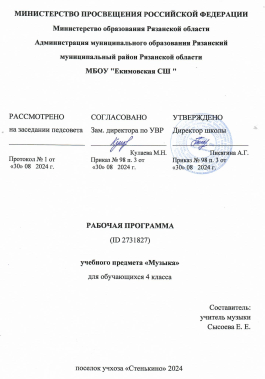 МИНИСТЕРСТВО ПРОСВЕЩЕНИЯ РОССИЙСКОЙ ФЕДЕРАЦИИ
Министерство образования Рязанской области
Администрация муниципального образования Рязанский
муниципальный район Рязанской области
МБОУ "Екимовская СШ "
РАССМОТРЕНО
на заседании педсовета
Протокол № 1 от
«30» 08 2024 г.
СОГЛАСОВАНО
Зам. директора по УВР
Кулаева М.Н.
Приказ № 98 п. 3 от
«30» 08 2024 г.
УТВЕРЖДЕНО
Директор школы
Писягина А.Г.
Приказ № 98 п. 3 от
«30» 08 2024 г.
РАБОЧАЯ ПРОГРАММА
(ID 2731827)
учебного предмета «Музыка»
для обучающихся 4 класса
Составитель:
учитель музыки
Сысоева Е. Е.
поселок учхоза «Стенькино» 2024